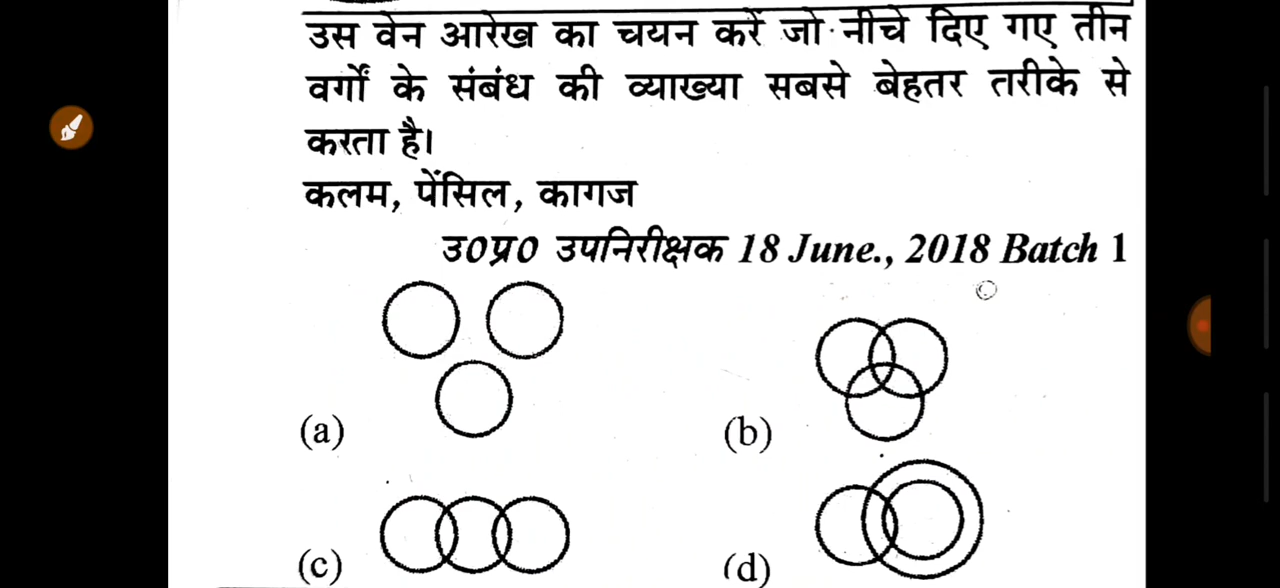 उस वेन आरेख का चयन करें जो नीचे दिए गए तीन
वर्गों के संबंध की व्याख्या सबसे बेहतर तरीके से
करता है।
कलम, पेंसिल, कागज
उ0प्र0 उपनिरीक्षक 18 June., 2018 Batch 1
(a)
(b)
(c)
(d)